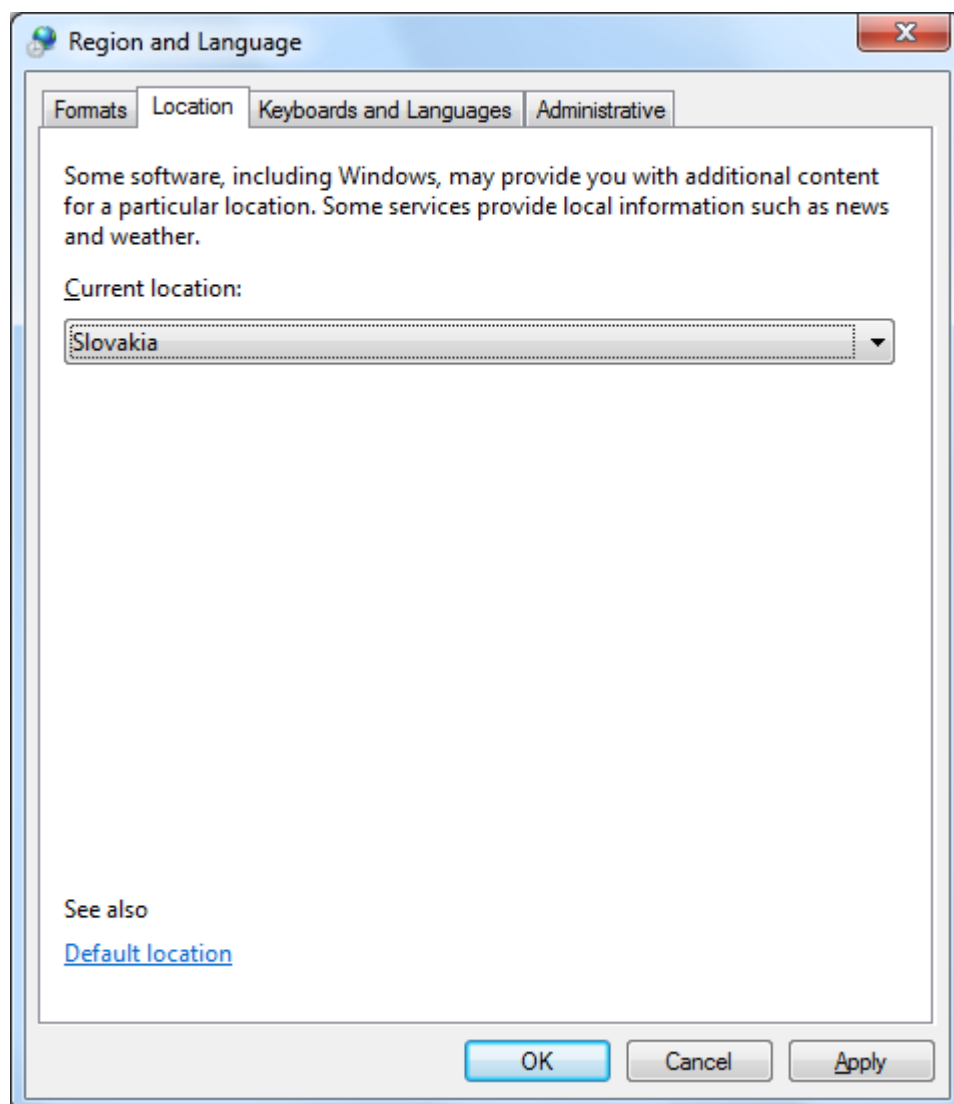 Region and Language
Formats Location Keyboards and Languages Administrative
Some software, including Windows, may provide you with additional content
for a particular location. Some services provide local information such as news
and weather.
Current location:
Slovakia
See also
Default location
OK Cancel Apply